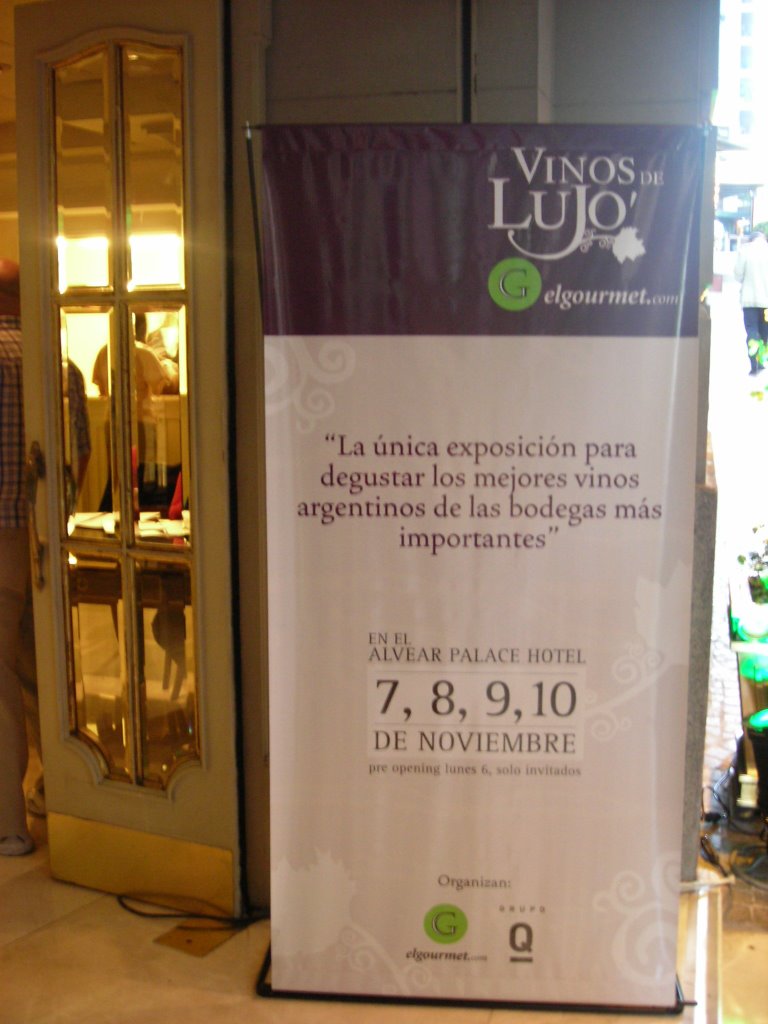 VINOS DE
LUJO
G elgourmet.com
“La única exposición para
degustar los mejores vinos
argentinos de las bodegas más
importantes”
EN EL
ALVEAR PALACE HOTEL
7, 8, 9, 10
DE NOVIEMBRE
pre opening lunes 6, solo invitados
Organizan:
G
elgourmet.com
GRUPO
Q